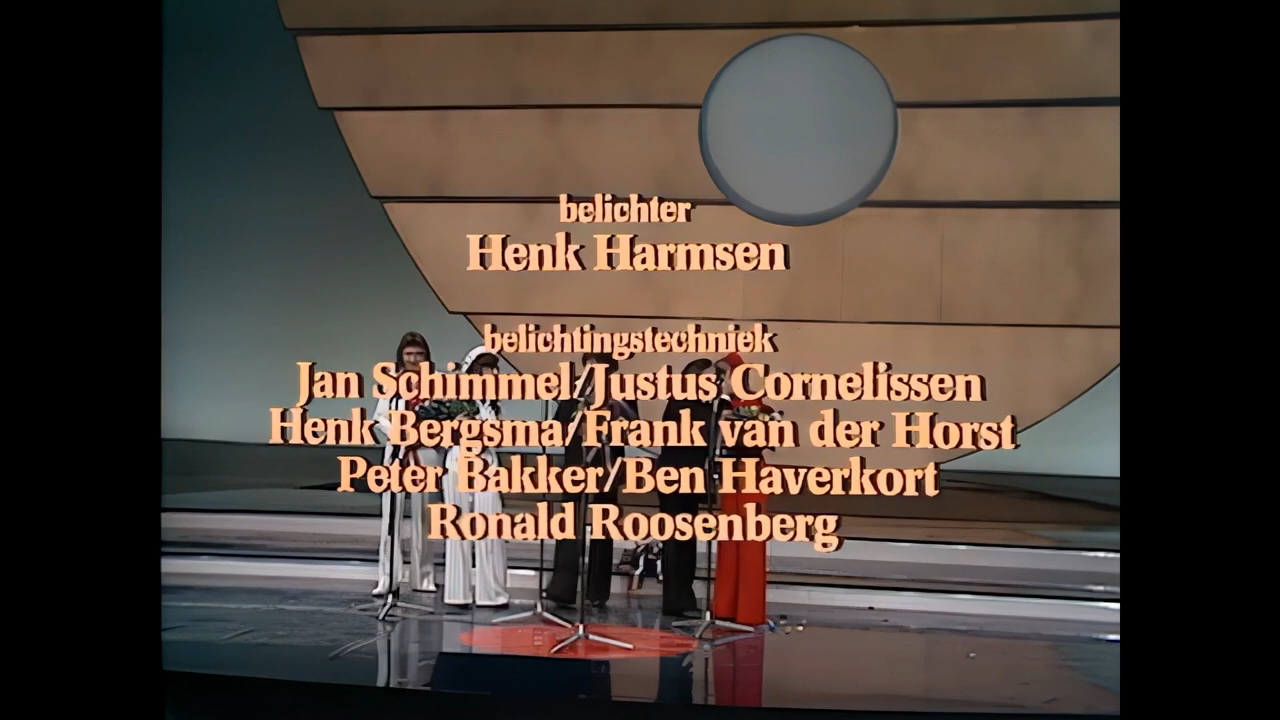 belichter
Henk Harmsen
belichtingstechniek
Jan Schimmel/Justus Cornelissen
Henk Bergsma/Frank van der Horst
Peter Bakker/Ben Haverkort
Ronald Roosenberg